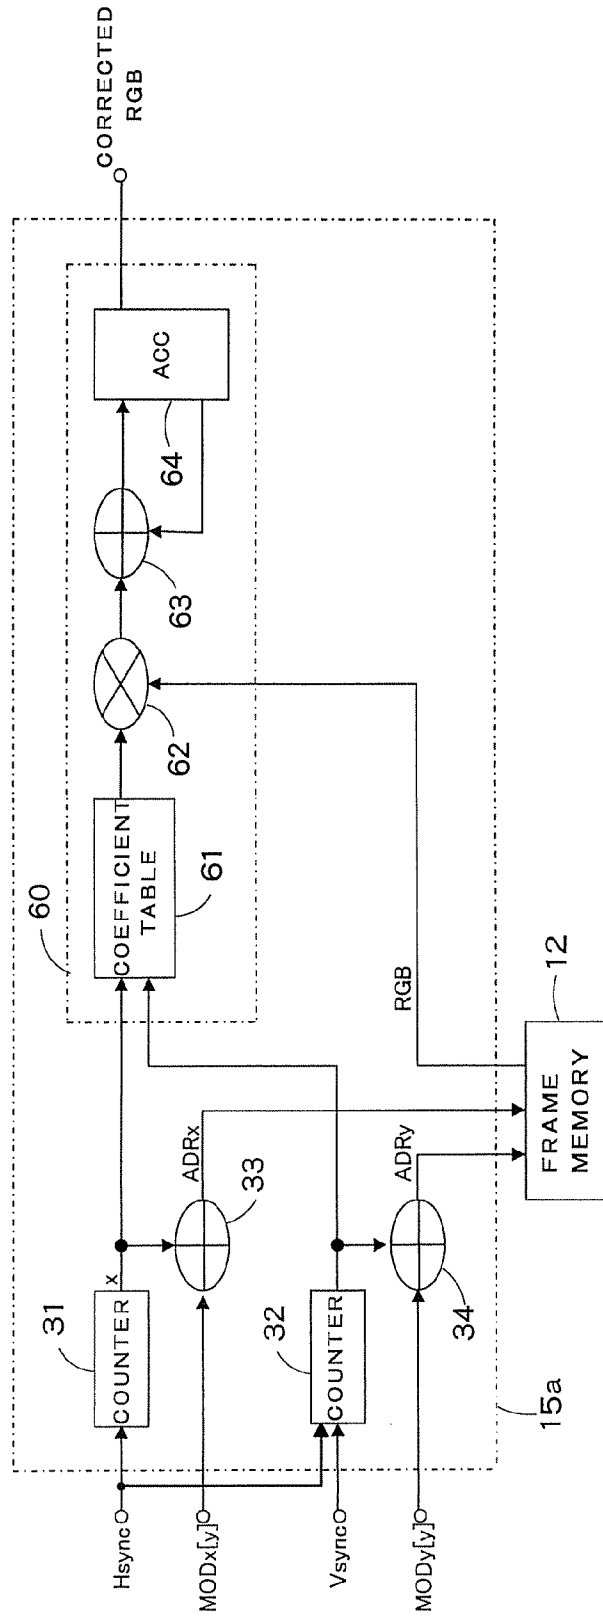 Hsync
MODx[y]
Vsync
MODy[y]
31
COUNTER
x
33
ADRx
32
COUNTER
34
ADRy
15a
60
COEFFICIENT
TABLE
61
62
63
64
ACC
RGB
12
FRAME
MEMORY
CORRECTED
RGB